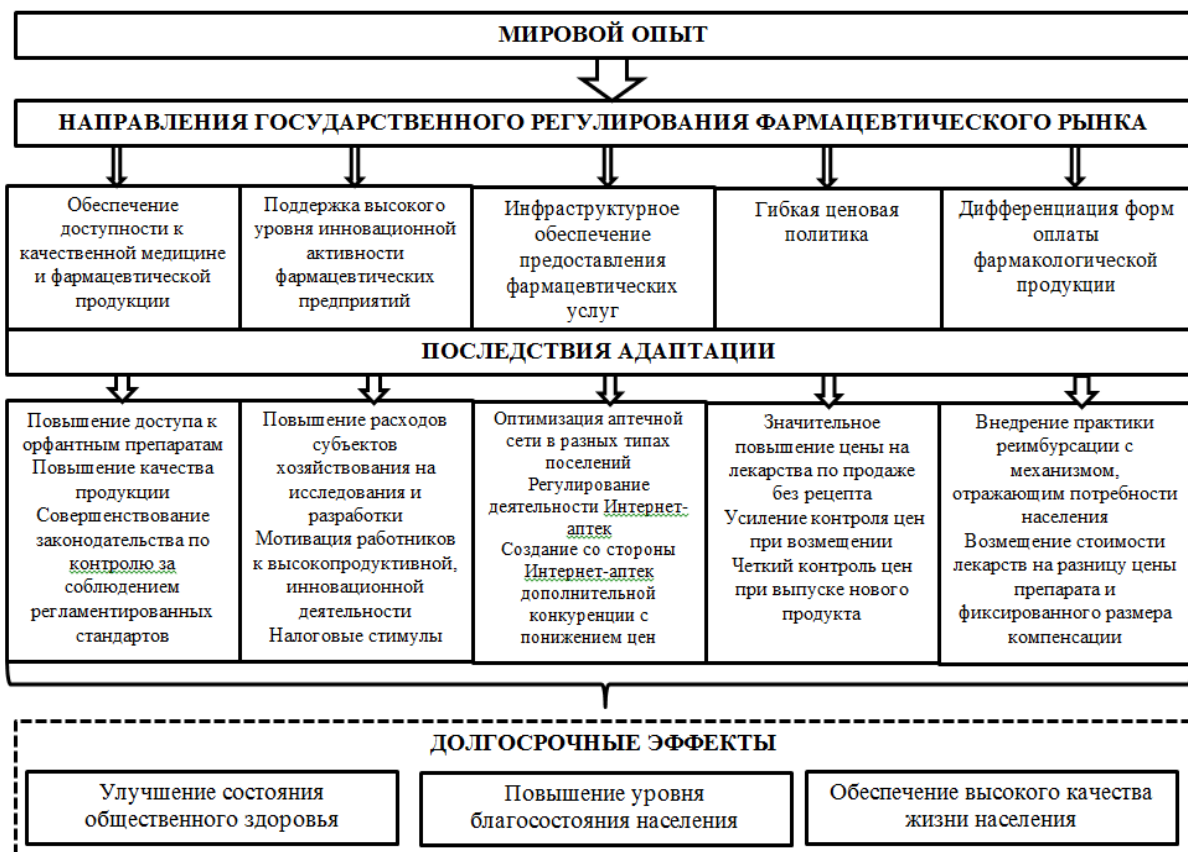 МИРОВОЙ ОПЫТ
НАПРАВЛЕНИЯ ГОСУДАРСТВЕННОГО РЕГУЛИРОВАНИЯ ФАРМАЦЕВТИЧЕСКОГО РЫНКА
Обеспечение
доступности к
качественной медицине
и фармацевтической
продукции
Поддержка высокого
уровня инновационной
активности
фармацевтических
предприятий
Инфраструктурное
обеспечение
предоставления
фармацевтических
услуг
Гибкая ценовая
политика
Дифференциация форм
оплаты
фармакологической
продукции
ПОСЛЕДСТВИЯ АДАПТАЦИИ
Повышение доступа к
орфантным препаратам
Повышение качества
продукции
Совершенствование
законодательства по
контролю за
соблюдением
регламентированных
стандартов
Повышение расходов
субъектов
хозяйствования на
исследования и
разработки
Мотивация работников
к высокопродуктивной,
инновационной
деятельности
Налоговые стимулы
Оптимизация аптечной
сети в разных типах
поселений
Регулирование
деятельности Интернет-
аптек
Создание со стороны
Интернет-аптек
дополнительной
конкуренции с
понижением цен
Значительное
повышение цены на
лекарства по продаже
без рецепта
Усиление контроля цен
при возмещении
Четкий контроль цен
при выпуске нового
продукта
Внедрение практики
реимбурсации с
механизмом,
отражающим потребности
населения
Возмещение стоимости
лекарств на разницу цены
препарата и
фиксированного размера
компенсации
ДОЛГОСРОЧНЫЕ ЭФФЕКТЫ
Улучшение состояния
общественного здоровья
Повышение уровня
благосостояния населения
Обеспечение высокого качества
жизни населения